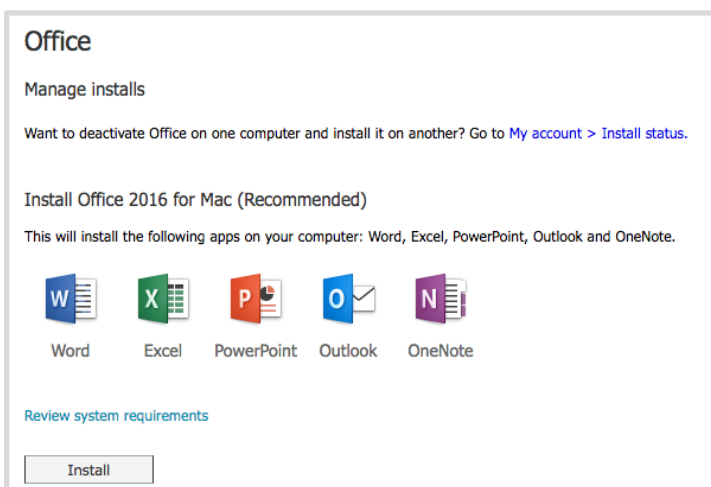 Office
Manage installs
Want to deactivate Office on one computer and install it on another? Go to My account > Install status.
Install Office 2016 for Mac (Recommended)
This will install the following apps on your computer: Word, Excel, PowerPoint, Outlook and OneNote.
W X P O N
Word Excel PowerPoint Outlook OneNote
Review system requirements
Install